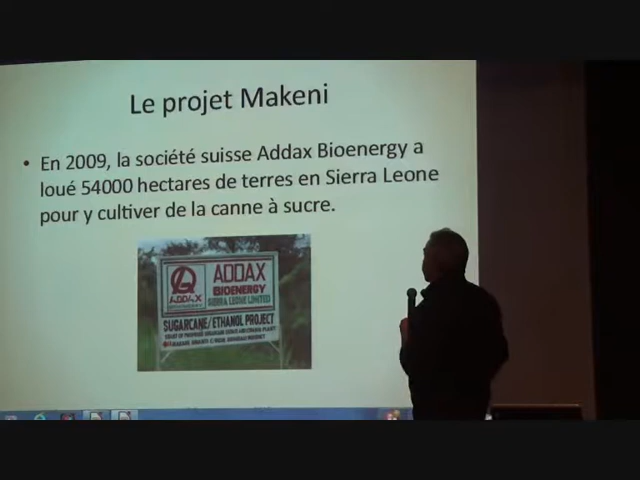 Le projet Makeni
• En 2009, la société suisse Addax Bioenergy a
loué 54000 hectares de terres en Sierra Leone
pour y cultiver de la canne à sucre.
ADDAX
ADDAX
BIOENERGY
SIERRA LEONE LIMITED
SUGARCANE/ETHANOL PROJECT